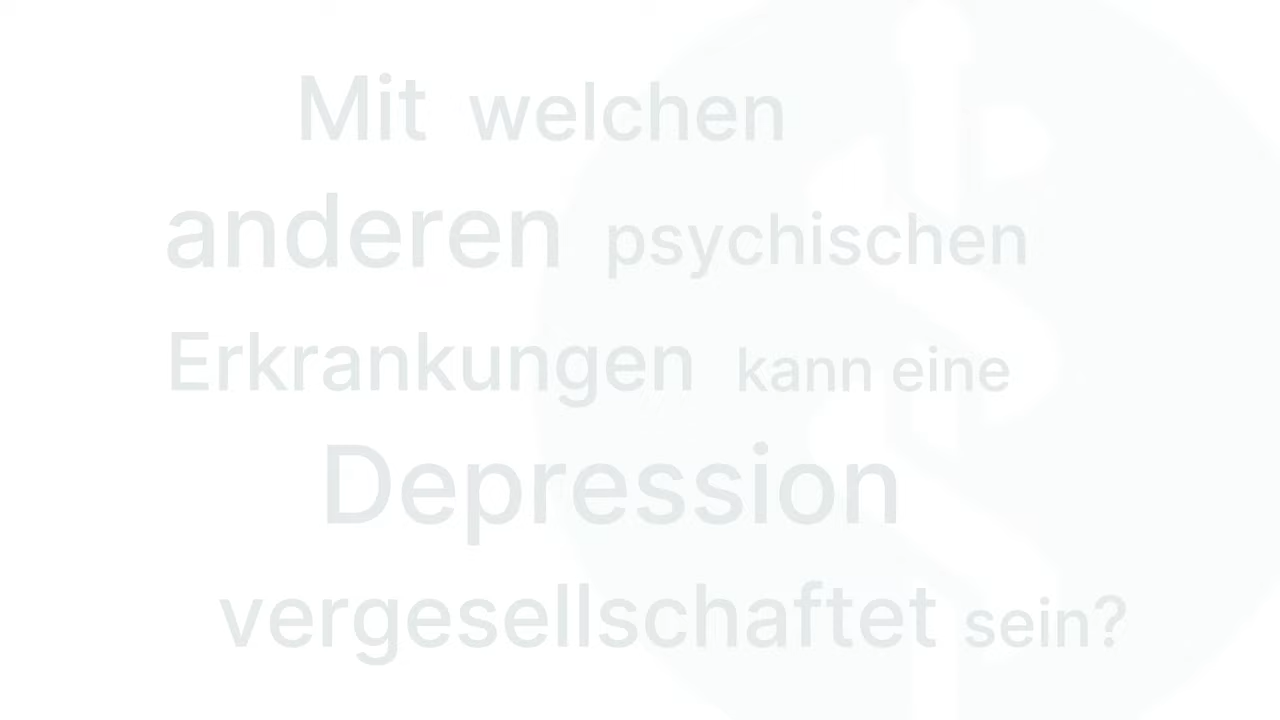 Mit welchen
anderen psychischen
Erkrankungen kann eine
Depression
vergesellschaftet sein?